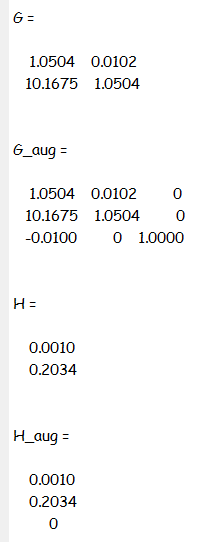 G =
1.0504 0.0102
10.1675 1.0504
G_aug =
1.0504 0.0102 0
10.1675 1.0504 0
-0.0100 0 1.0000
H =
0.0010
0.2034
H_aug =
0.0010
0.2034
0